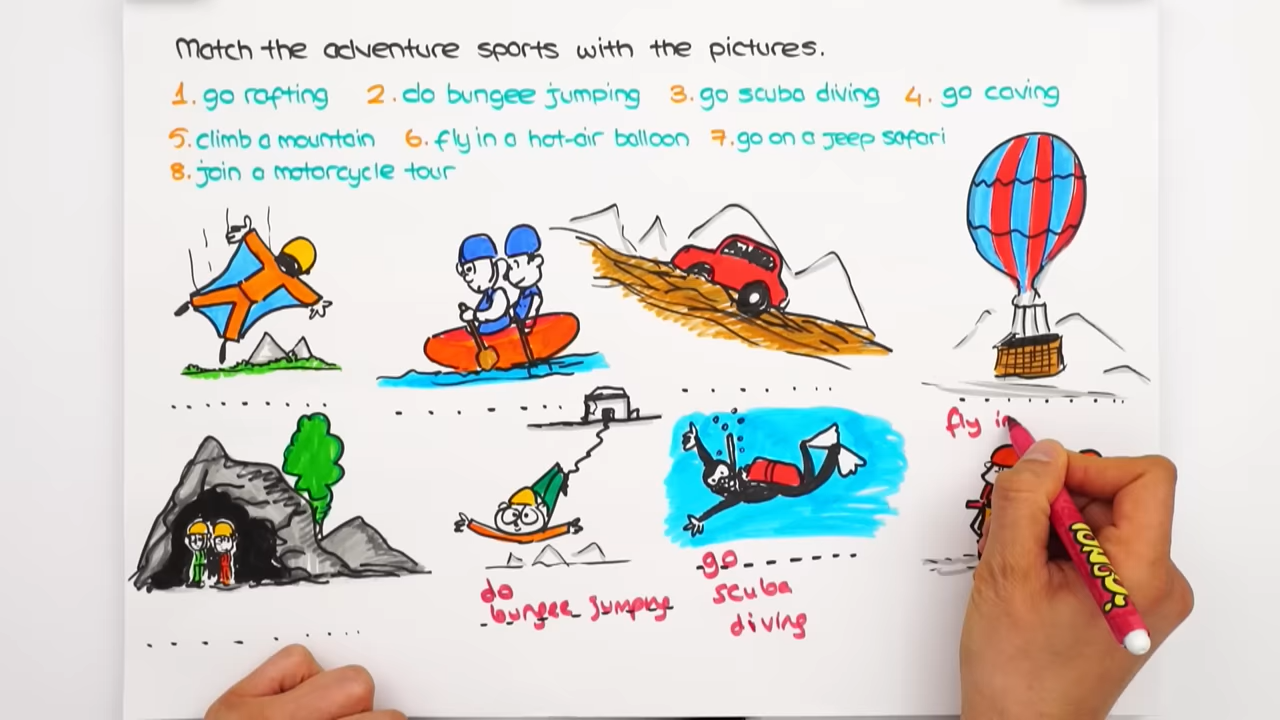 Match the adventure sports with the pictures.
1. go rafting 2. do bungee jumping 3. go scuba diving 4. go caving
5. climb a mountain 6. fly in a hot-air balloon 7. go on a jeep safari
8. join a motorcycle tour
fly in
do
bungee jumping
go
scuba
diving